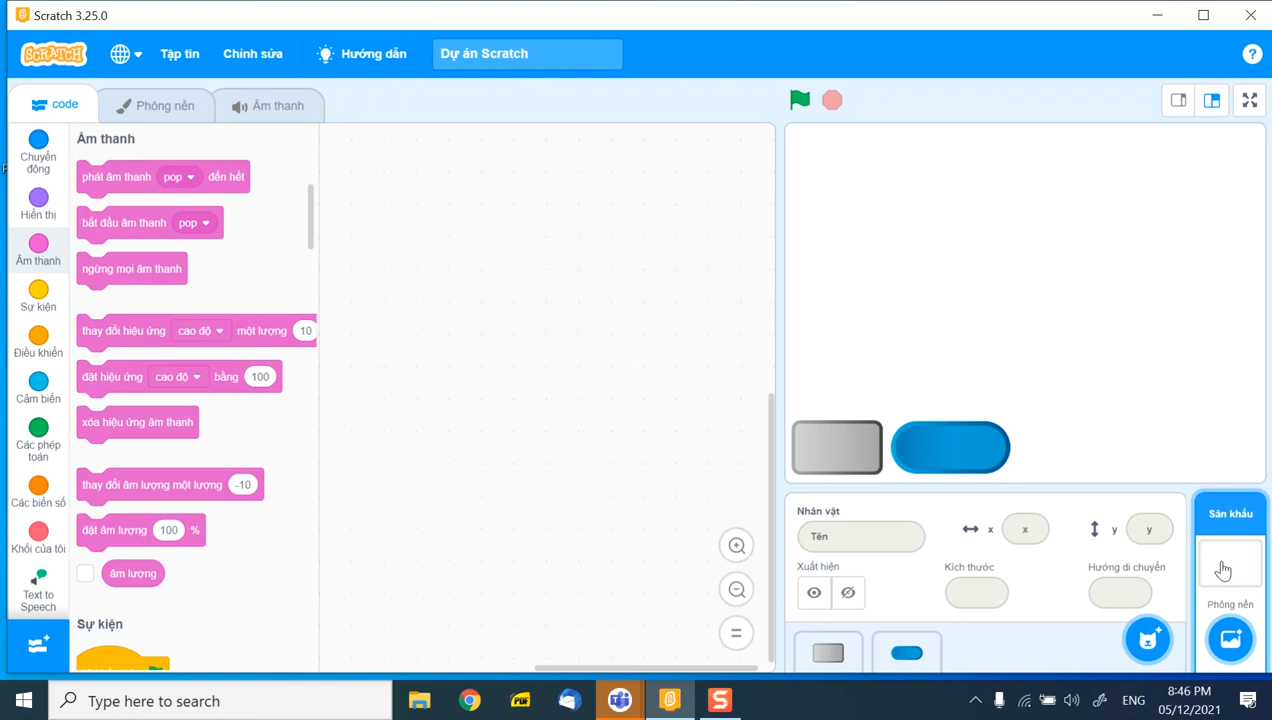 Scratch 3.25.0
SCRATCH
Tập tin
Chỉnh sửa
Hướng dẫn
Dự án Scratch
?
code
Phông nền
Âm thanh
Chuyển động
Hiển thị
Âm thanh
Sự kiện
Điều khiển
Cảm biến
Các phép toán
Các biến số
Khối của tôi
Text to Speech
Âm thanh
phát âm thanh pop đến hết
bắt đầu âm thanh pop
ngừng mọi âm thanh
thay đổi hiệu ứng cao độ một lượng 10
đặt hiệu ứng cao độ bằng 100
xóa hiệu ứng âm thanh
thay đổi âm lượng một lượng -10
đặt âm lượng 100 %
âm lượng
Sự kiện
Nhân vật
Tên
x x
y y
Xuất hiện
Kích thước
Hướng di chuyển
Sân khấu
Phông nền
Type here to search
PDF
ENG
8:46 PM
05/12/2021